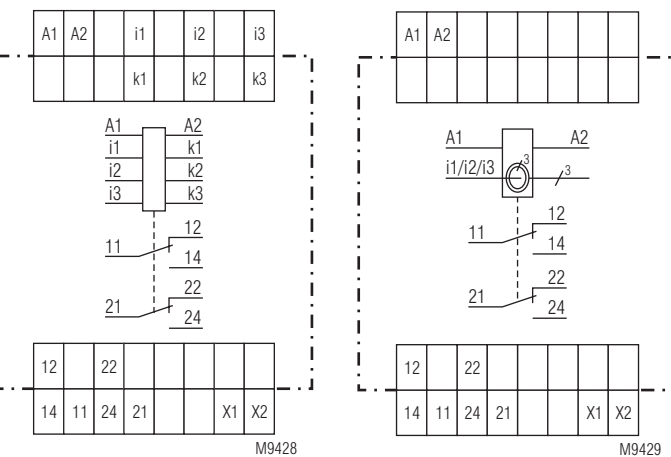 A1 A2 i1 i2 i3
k1 k2 k3
A1 A2
i1 k1
i2 k2
i3 k3
12
11
14
22
21
24
12 22
14 11 24 21 X1 X2
M9428
A1 A2
A1 A2
3
i1/i2/i3 3
12
11
14
22
21
24
12 22
14 11 24 21 X1 X2
M9429